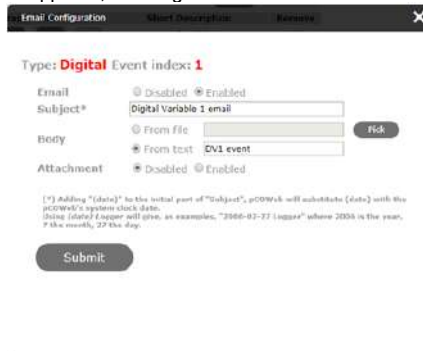 Email Configuration Short Description Remove X
Type: Digital Event index: 1
Email Disabled Enabled
Subject* Digital Variable 1 email
Body From file Pick
From text DV1 event
Attachment Disabled Enabled
(*) Adding "(date)" to the initial part of "Subject", pCOWeb will substitute (date) with the
pCOWeb's system clock date.
Using (date) Logger will give, as examples, "2006-07-27 Logger" where 2006 is the year,
7 the month, 27 the day.
Submit